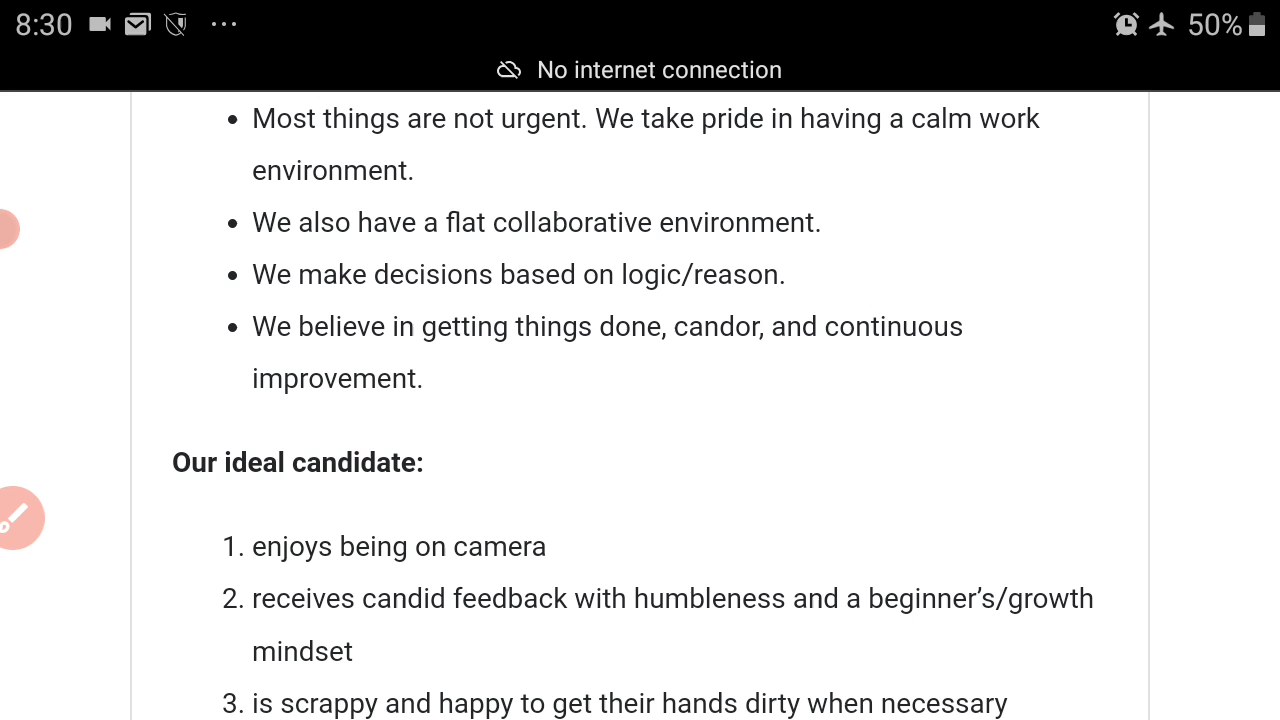 8:30 ... 50%
No internet connection
• Most things are not urgent. We take pride in having a calm work
environment.
• We also have a flat collaborative environment.
• We make decisions based on logic/reason.
• We believe in getting things done, candor, and continuous
improvement.
Our ideal candidate:
1. enjoys being on camera
2. receives candid feedback with humbleness and a beginner’s/growth
mindset
3. is scrappy and happy to get their hands dirty when necessary